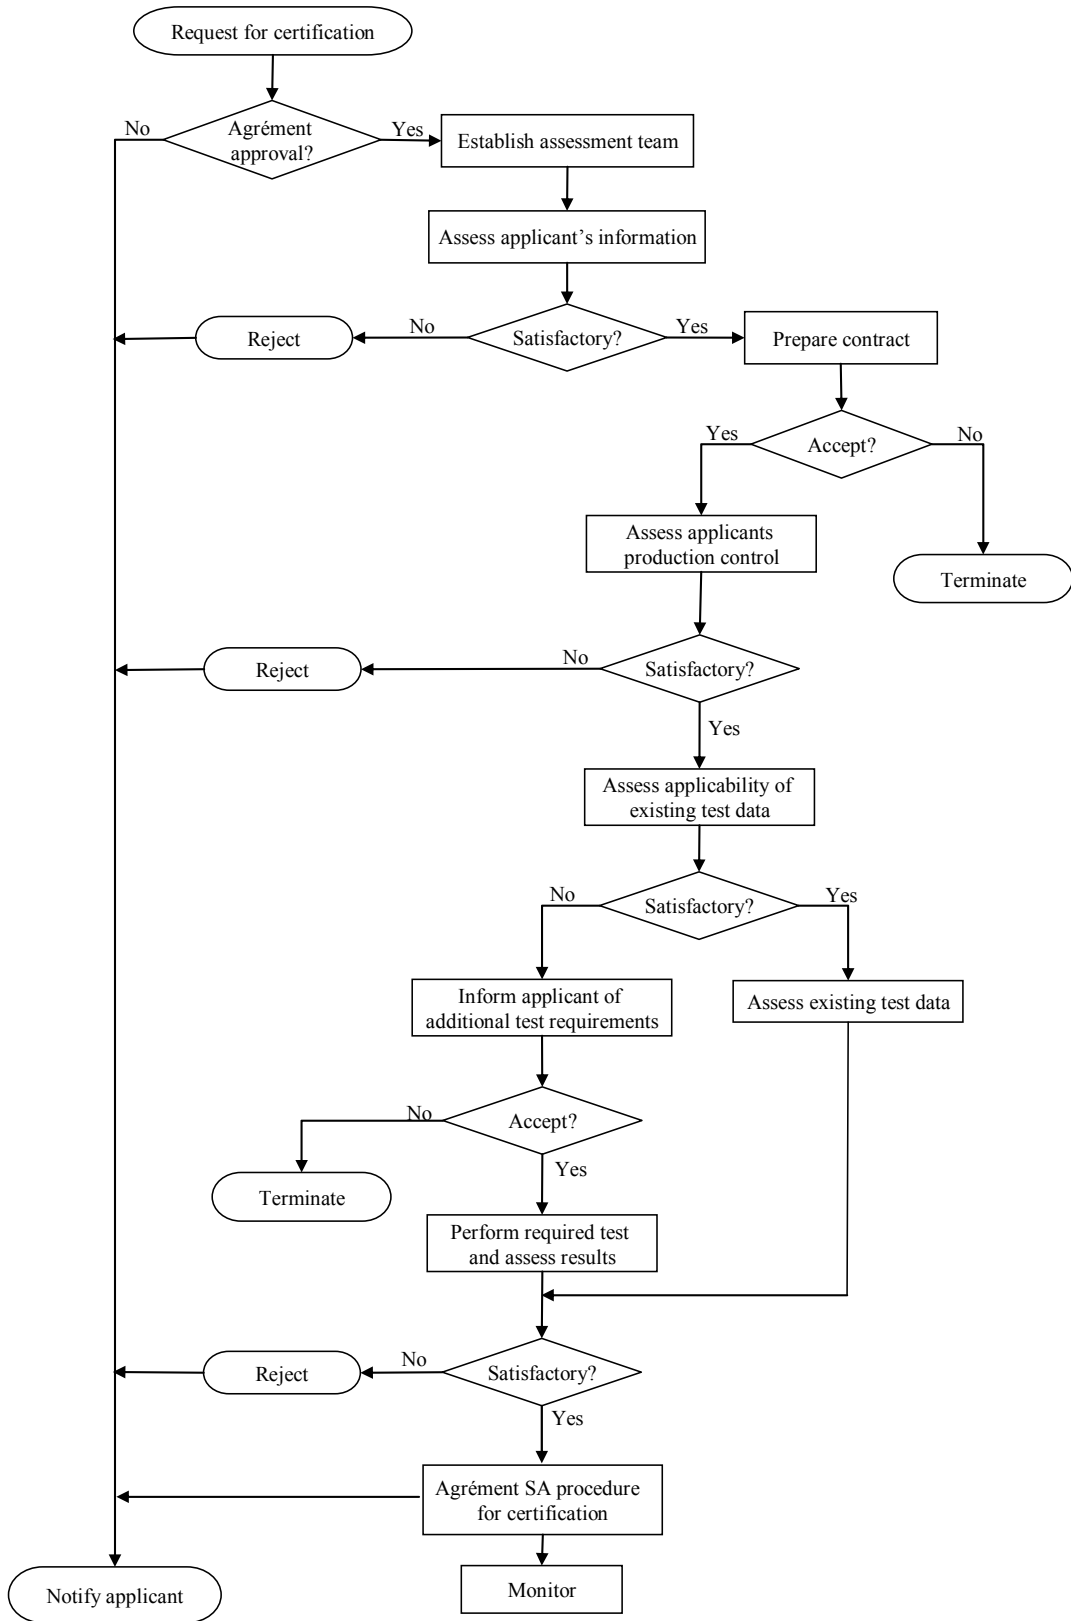 Request for certification
No
Agrément
approval?
Yes
Establish assessment team
Assess applicant’s information
Reject
No
Satisfactory?
Yes
Prepare contract
Yes
Accept?
No
Assess applicants
production control
Terminate
Reject
No
Satisfactory?
Yes
Assess applicability of
existing test data
No
Satisfactory?
Yes
Inform applicant of
additional test requirements
Assess existing test data
No
Accept?
Yes
Terminate
Perform required test
and assess results
Reject
No
Satisfactory?
Yes
Agrément SA procedure
for certification
Notify applicant
Monitor